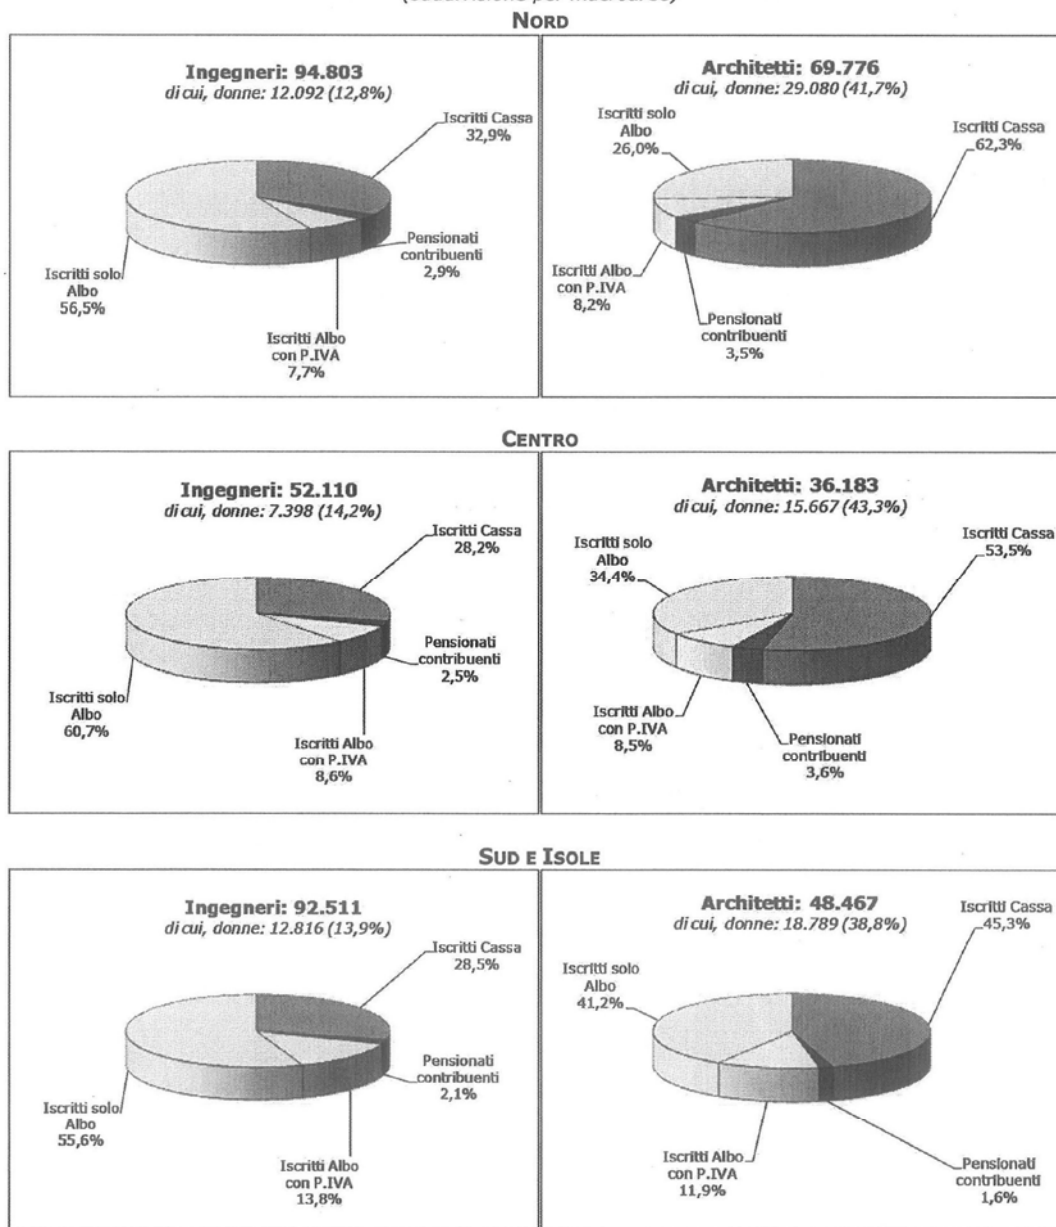 (suddivisione per macroaree)
NORD
Ingegneri: 94.803
di cui, donne: 12.092 (12,8%)
Iscritti Cassa
32,9%
Pensionati
contribuenti
2,9%
Iscritti solo
Albo
56,5%
Iscritti Albo
con P.IVA
7,7%
Architetti: 69.776
di cui, donne: 29.080 (41,7%)
Iscritti solo
Albo
26,0%
Iscritti Cassa
62,3%
Iscritti Albo
con P.IVA
8,2%
Pensionati
contribuenti
3,5%
CENTRO
Ingegneri: 52.110
di cui, donne: 7.398 (14,2%)
Iscritti Cassa
28,2%
Pensionati
contribuenti
2,5%
Iscritti solo
Albo
60,7%
Iscritti Albo
con P.IVA
8,6%
Architetti: 36.183
di cui, donne: 15.667 (43,3%)
Iscritti solo
Albo
34,4%
Iscritti Cassa
53,5%
Iscritti Albo
con P.IVA
8,5%
Pensionati
contribuenti
3,6%
SUD E ISOLE
Ingegneri: 92.511
di cui, donne: 12.816 (13,9%)
Iscritti Cassa
28,5%
Pensionati
contribuenti
2,1%
Iscritti solo
Albo
55,6%
Iscritti Albo
con P.IVA
13,8%
Architetti: 48.467
di cui, donne: 18.789 (38,8%)
Iscritti Cassa
45,3%
Iscritti solo
Albo
41,2%
Iscritti Albo
con P.IVA
11,9%
Pensionati
contribuenti
1,6%